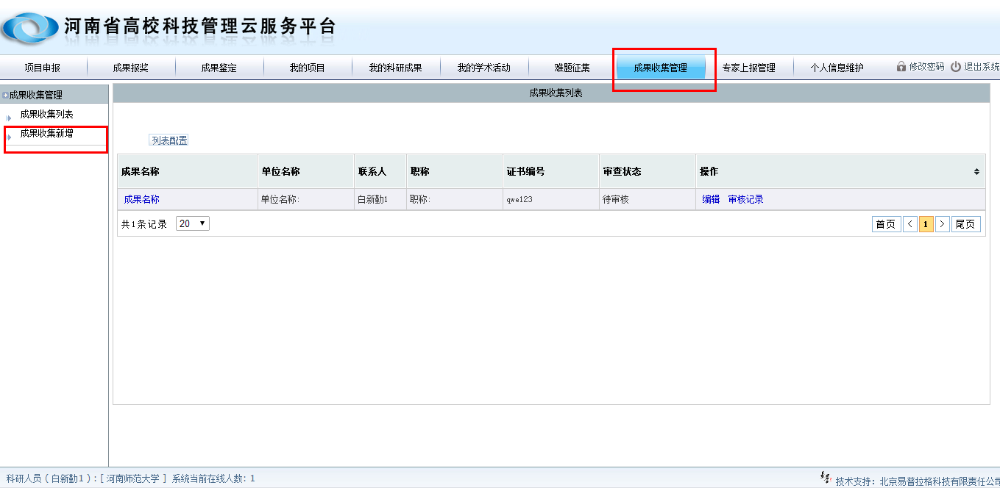 河南省高校科技管理云服务平台
项目申报 成果报奖 成果鉴定 我的项目 我的科研成果 我的学术活动 难题征集 成果收集管理 专家上报管理 个人信息维护 修改密码 退出系统
成果收集管理
成果收集列表
成果收集新增
成果收集列表
列表配置
成果名称 单位名称 联系人 职称 证书编号 审查状态 操作
成果名称 单位名称: 白新勤1 职称: qwe123 待审核 编辑 审核记录
共1条记录 20 首页 < 1 > 尾页
科研人员(白新勤1):[河南师范大学] 系统当前在线人数: 1
技术支持: 北京易普拉格科技有限责任公司